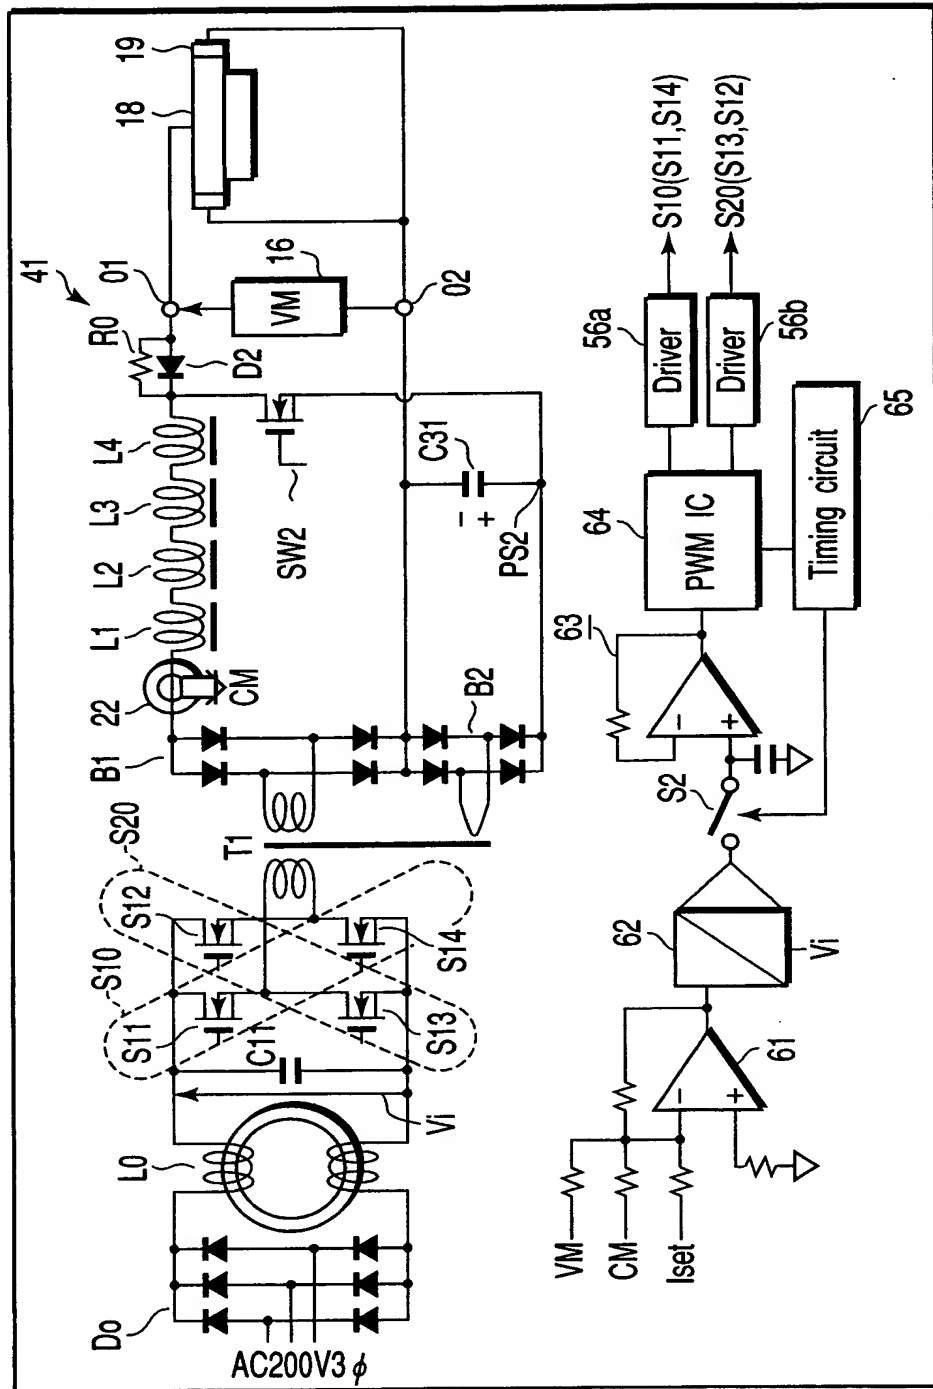 Do
L0
S10
S20
S11
S12
C11
S13
S14
Vi
T1
B1
22
CM
L1
L2
L3
L4
R0
D2
41
01
16
VM
02
18
19
SW2
C31
-
+
PS2
B2
AC200V3 ϕ
VM
CM
Iset
-
+
61
62
Vi
S2
63
-
+
64
PWM IC
56a
Driver
56b
Driver
S10(S11,S14)
S20(S13,S12)
Timing circuit
65